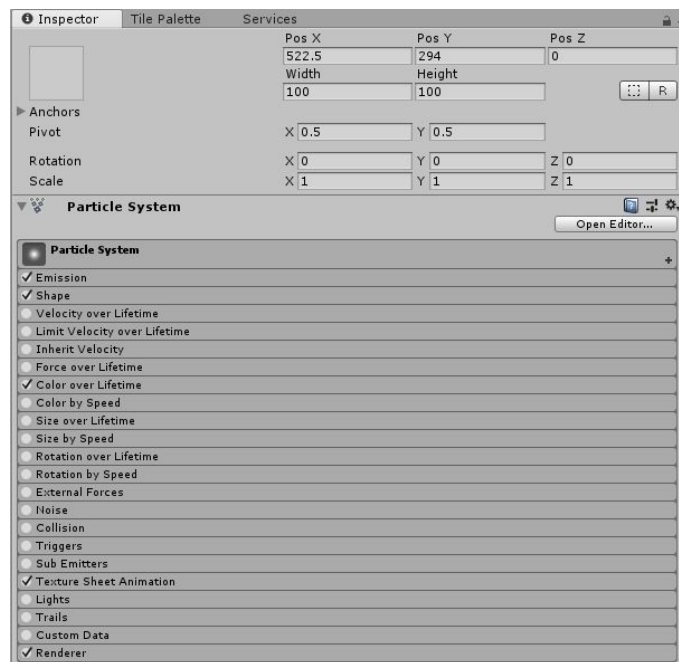 Inspector Tile Palette Services
Pos X Pos Y Pos Z
522.5 294 0
Width Height
100 100 R
Anchors
Pivot X 0.5 Y 0.5
Rotation X 0 Y 0 Z 0
Scale X 1 Y 1 Z 1
Particle System
Open Editor...
Particle System
Emission
Shape
Velocity over Lifetime
Limit Velocity over Lifetime
Inherit Velocity
Force over Lifetime
Color over Lifetime
Color by Speed
Size over Lifetime
Size by Speed
Rotation over Lifetime
Rotation by Speed
External Forces
Noise
Collision
Triggers
Sub Emitters
Texture Sheet Animation
Lights
Trails
Custom Data
Renderer